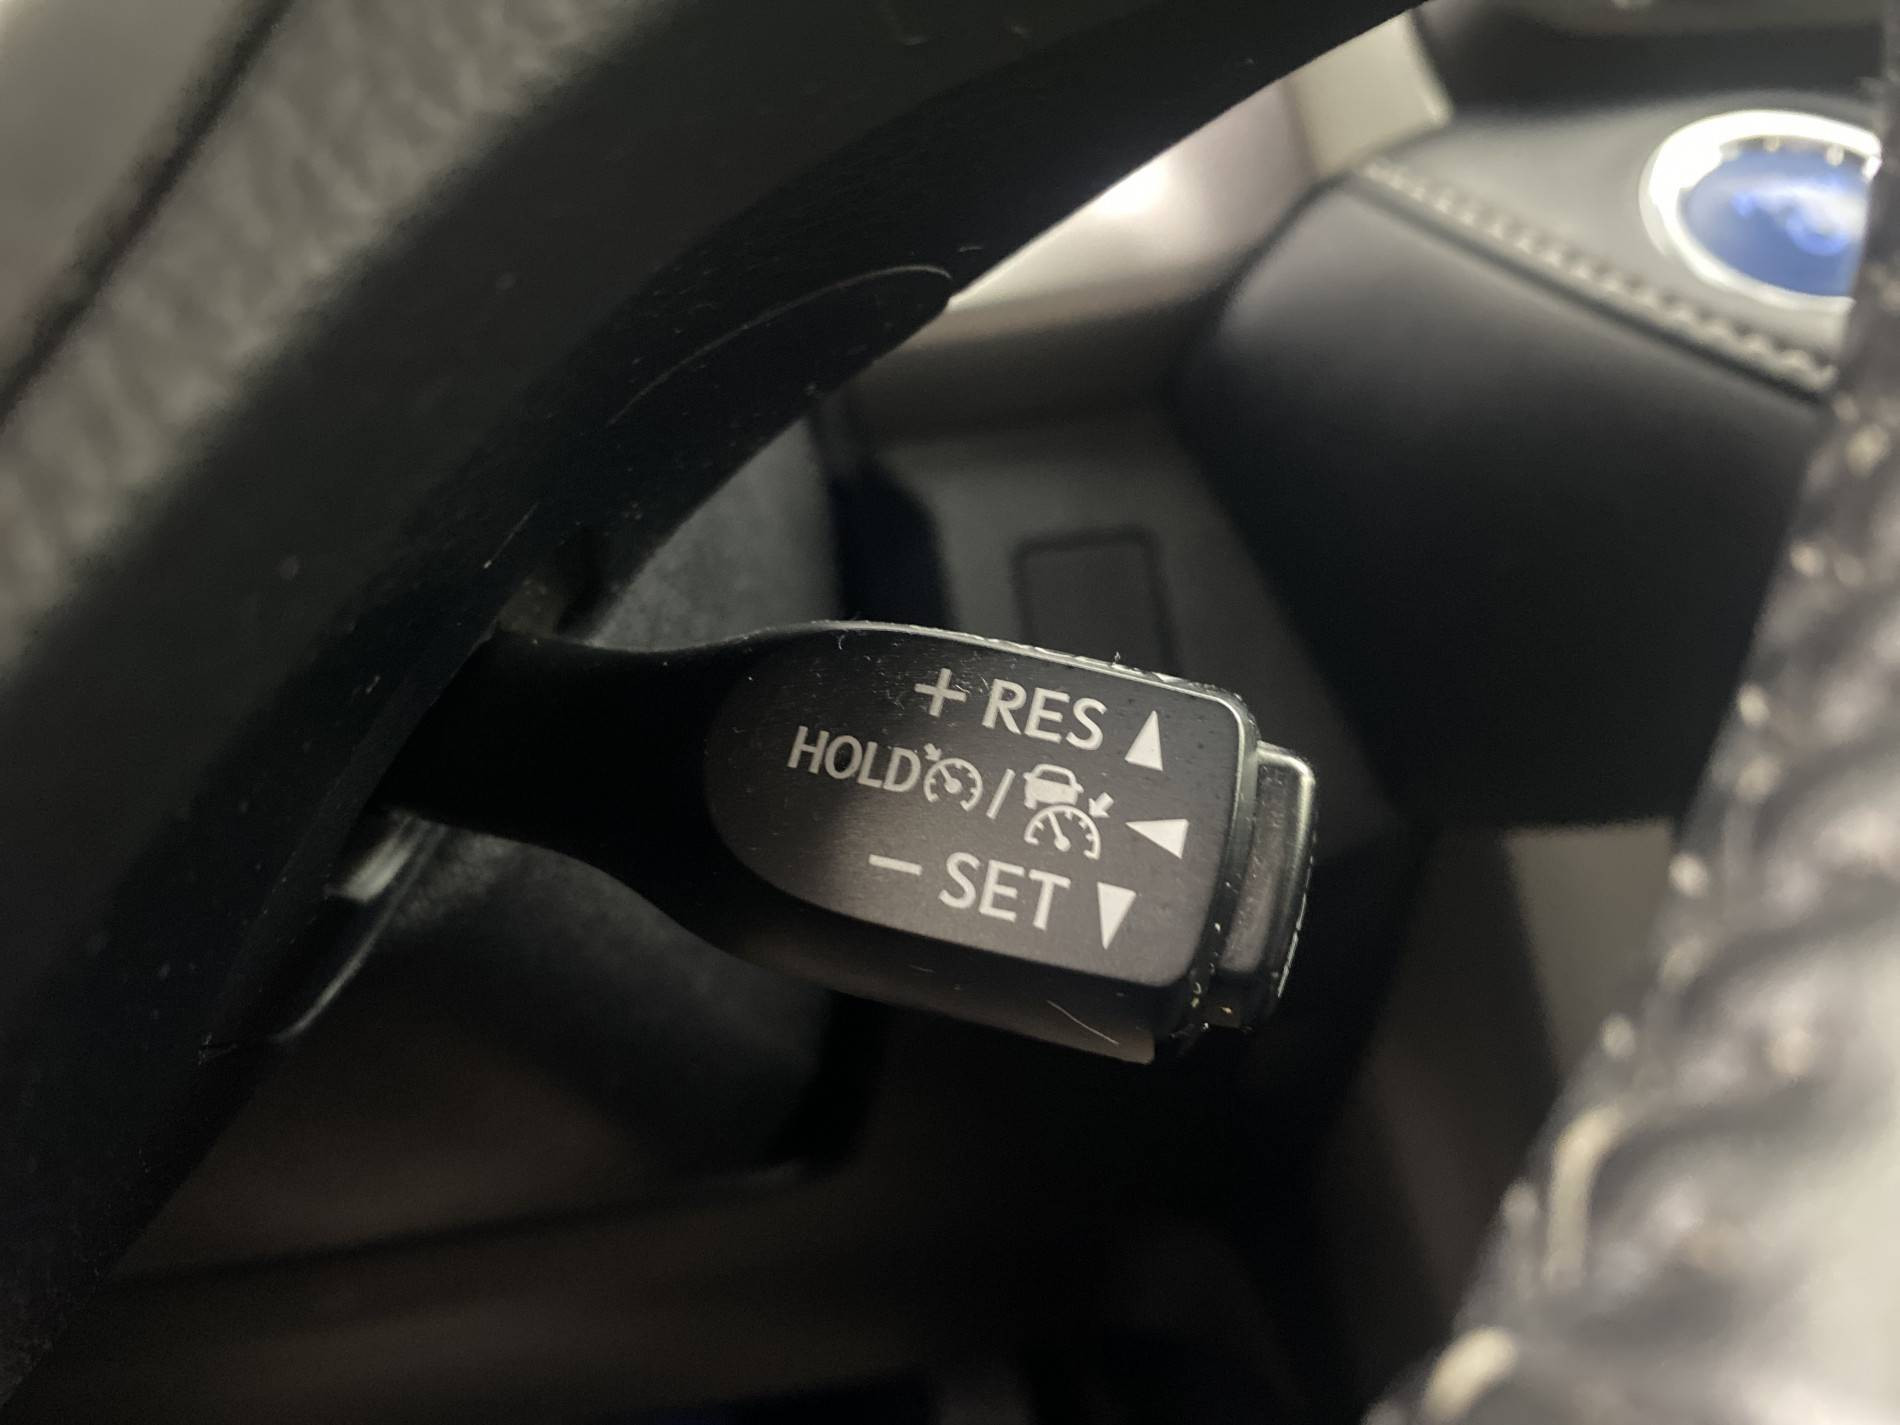 + RES ▲
HOLD / ◀
− SET ▼